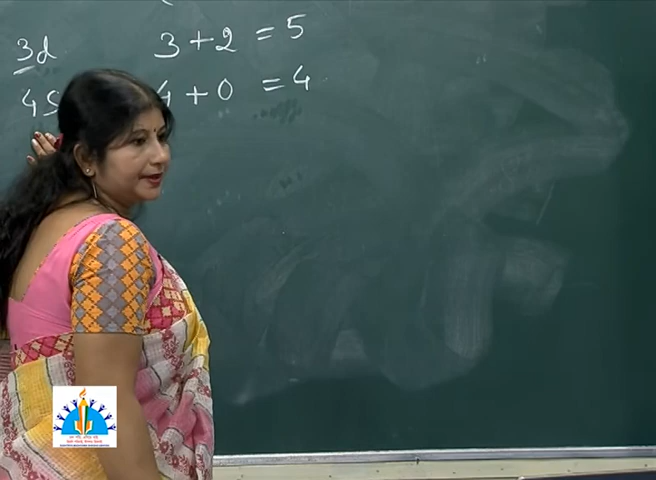 3d 3 + 2 = 5
4s 4 + 0 = 4